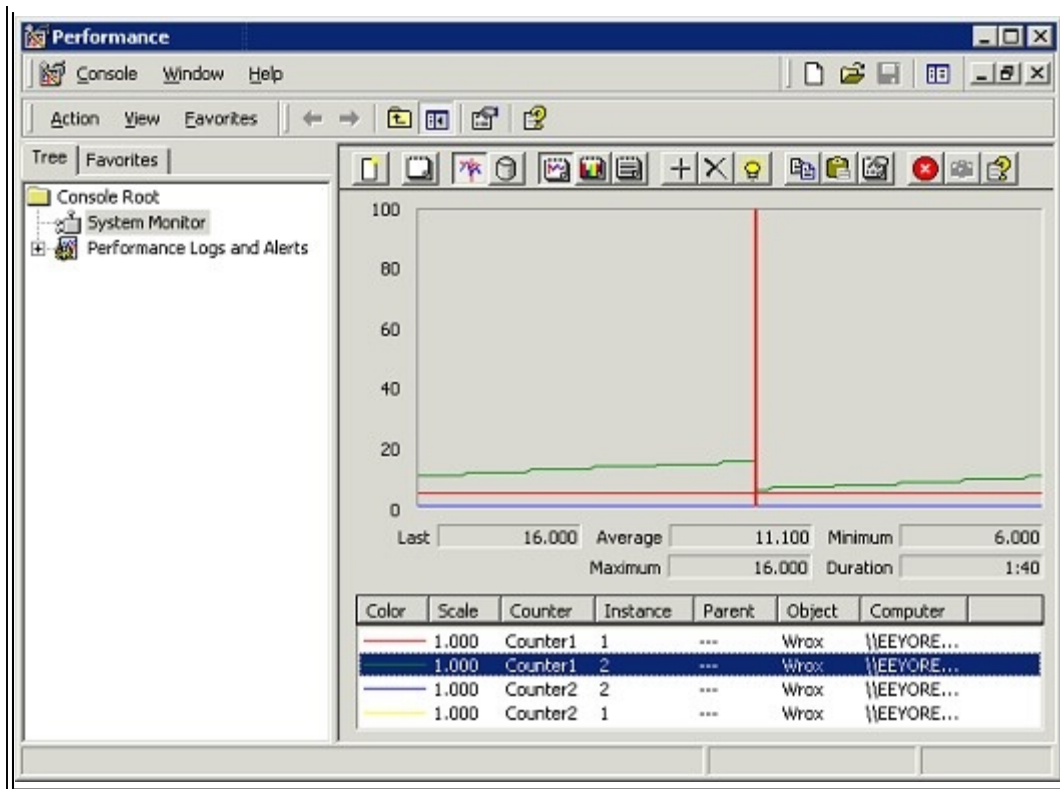 Performance
Console Window Help
Action View Favorites
Tree Favorites
Console Root
System Monitor
Performance Logs and Alerts
100
80
60
40
20
0
Last 16.000 Average 11.100 Minimum 6.000
Maximum 16.000 Duration 1:40
Color Scale Counter Instance Parent Object Computer
1.000 Counter1 1 --- Wrox \\EEYORE...
1.000 Counter1 2 --- Wrox \\EEYORE...
1.000 Counter2 2 --- Wrox \\EEYORE...
1.000 Counter2 1 --- Wrox \\EEYORE...